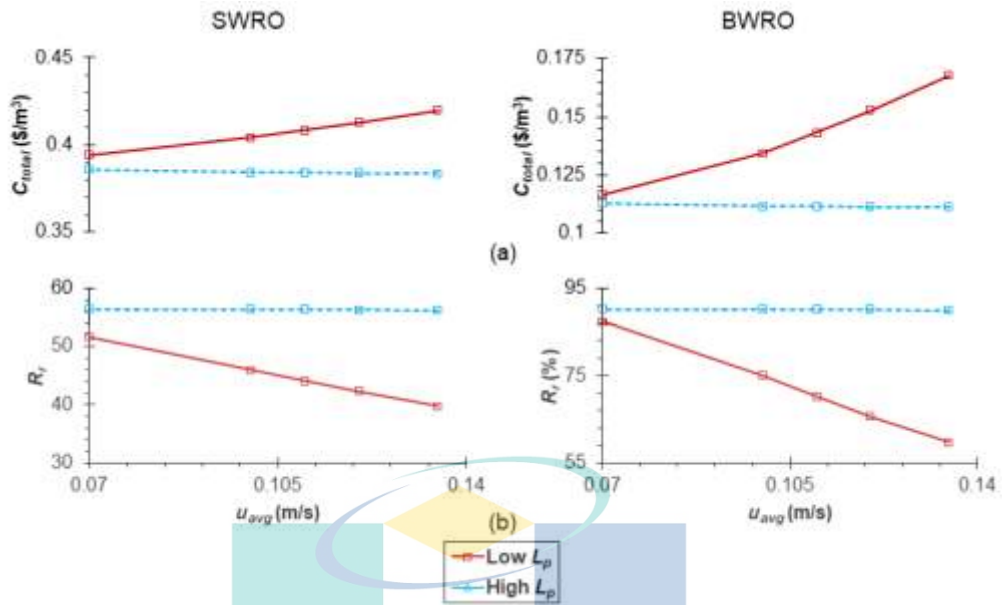 SWRO
BWRO
0.45
0.4
0.35
C_total ($/m³)
0.175
0.15
0.125
0.1
C_total ($/m³)
(a)
60
50
40
30
R_r
0.07
0.105
0.14
u_avg (m/s)
95
75
55
R_r (%)
0.07
0.105
0.14
u_avg (m/s)
(b)
Low L_p
High L_p